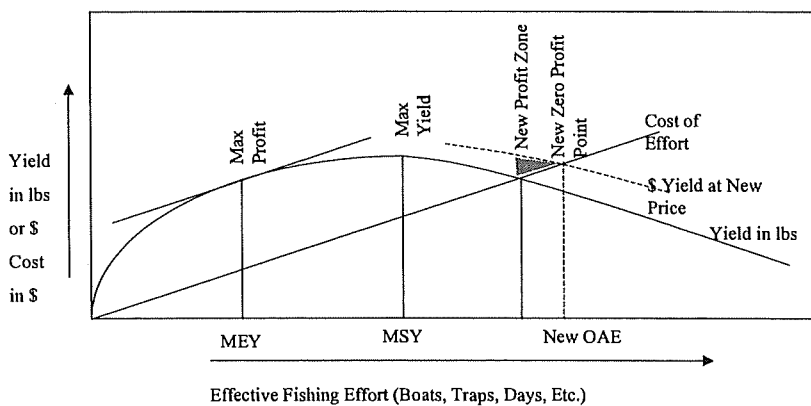 Max
Profit
Max
Yield
New Profit Zone
New Zero Profit
Point
Cost of
Effort
Yield
in lbs
or $
Cost
in $
$ Yield at New
Price
Yield in lbs
MEY
MSY
New OAE
Effective Fishing Effort (Boats, Traps, Days, Etc.)